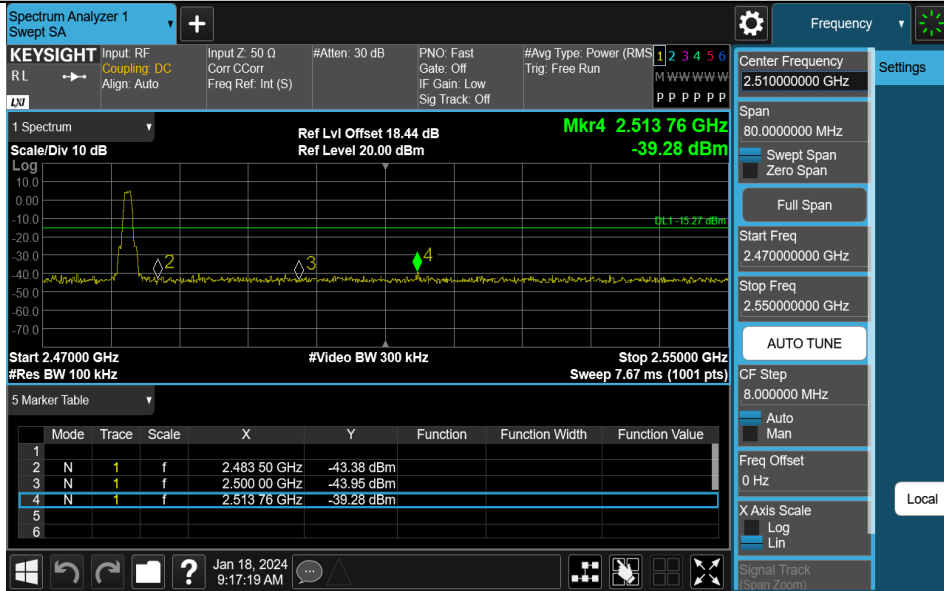 Spectrum Analyzer 1
Swept SA
Frequency
KEYSIGHT
RL
LXI
Input: RF
Coupling: DC
Align: Auto
Input Z: 50 Ω
Corr CCorr
Freq Ref: Int (S)
#Atten: 30 dB
PNO: Fast
Gate: Off
IF Gain: Low
Sig Track: Off
#Avg Type: Power (RMS
Trig: Free Run
1 2 3 4 5 6
M W W W W W
P P P P P P
1 Spectrum
Scale/Div 10 dB
Ref Lvl Offset 18.44 dB
Ref Level 20.00 dBm
Mkr4 2.513 76 GHz
-39.28 dBm
Log
10.0
0.00
-10.0
-20.0
-30.0
-40.0
-50.0
-60.0
-70.0
DL1 -15.27 dBm
2
3
4
Start 2.47000 GHz
#Video BW 300 kHz
Stop 2.55000 GHz
#Res BW 100 kHz
Sweep 7.67 ms (1001 pts)
5 Marker Table
Mode Trace Scale X Y Function Function Width Function Value
1
2 N 1 f 2.483 50 GHz -43.38 dBm
3 N 1 f 2.500 00 GHz -43.95 dBm
4 N 1 f 2.513 76 GHz -39.28 dBm
5
6
?
Jan 18, 2024
9:17:19 AM
Center Frequency
2.510000000 GHz
Span
80.0000000 MHz
Swept Span
Zero Span
Full Span
Start Freq
2.470000000 GHz
Stop Freq
2.550000000 GHz
AUTO TUNE
CF Step
8.000000 MHz
Auto
Man
Freq Offset
0 Hz
X Axis Scale
Log
Lin
Signal Track
(Span Zoom)
Settings
Local